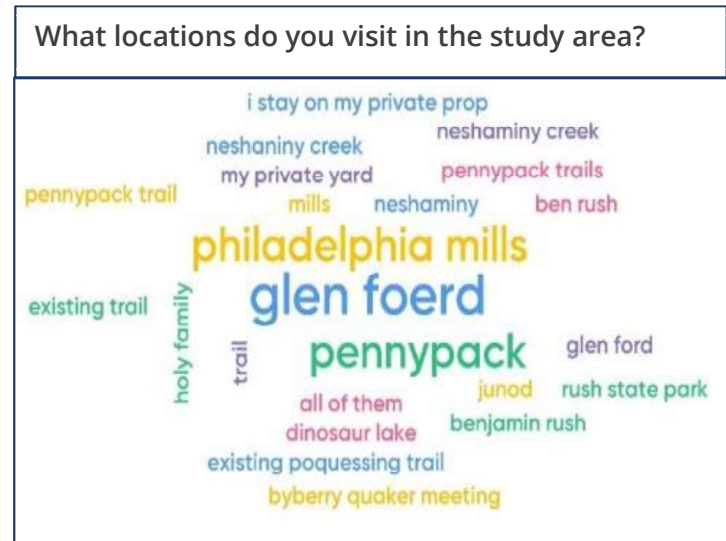 What locations do you visit in the study area?
i stay on my private prop
neshaminy creek
neshaniny creek
my private yard
pennypack trails
pennypack trail
mills
neshaminy
ben rush
philadelphia mills
glen foerd
existing trail
holy family
trail
pennypack
glen ford
junod
rush state park
all of them
benjamin rush
dinosaur lake
existing poquessing trail
byberry quaker meeting